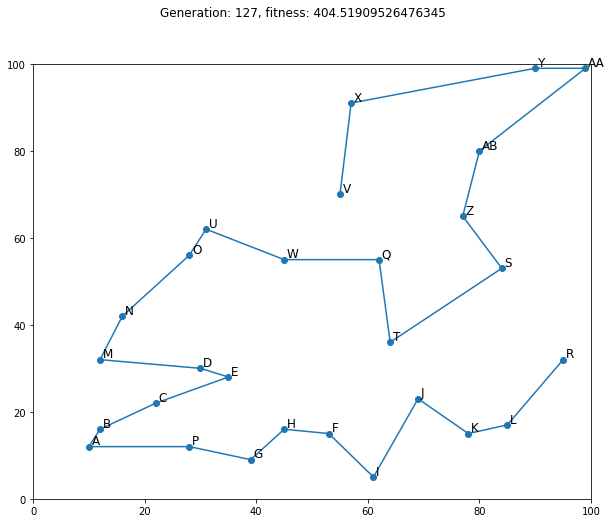 Generation: 127, fitness: 404.51909526476345
100
Y
AA
X
AB
80
V
Z
U
60
O
W
Q
S
N
40
T
M
R
D
E
C
20
J
B
H
F
L
K
A
P
G
I
0
0
20
40
60
80
100